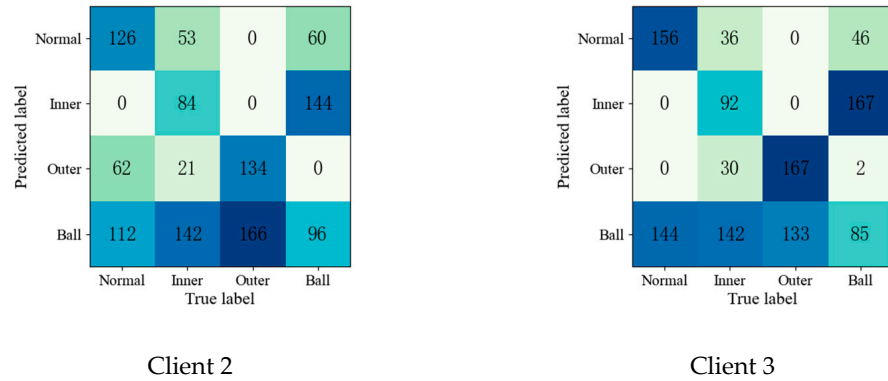 Normal 126 53 0 60
Inner 0 84 0 144
Outer 62 21 134 0
Ball 112 142 166 96
Normal Inner Outer Ball
True label
Predicted label
Client 2
Normal 156 36 0 46
Inner 0 92 0 167
Outer 0 30 167 2
Ball 144 142 133 85
Normal Inner Outer Ball
True label
Predicted label
Client 3